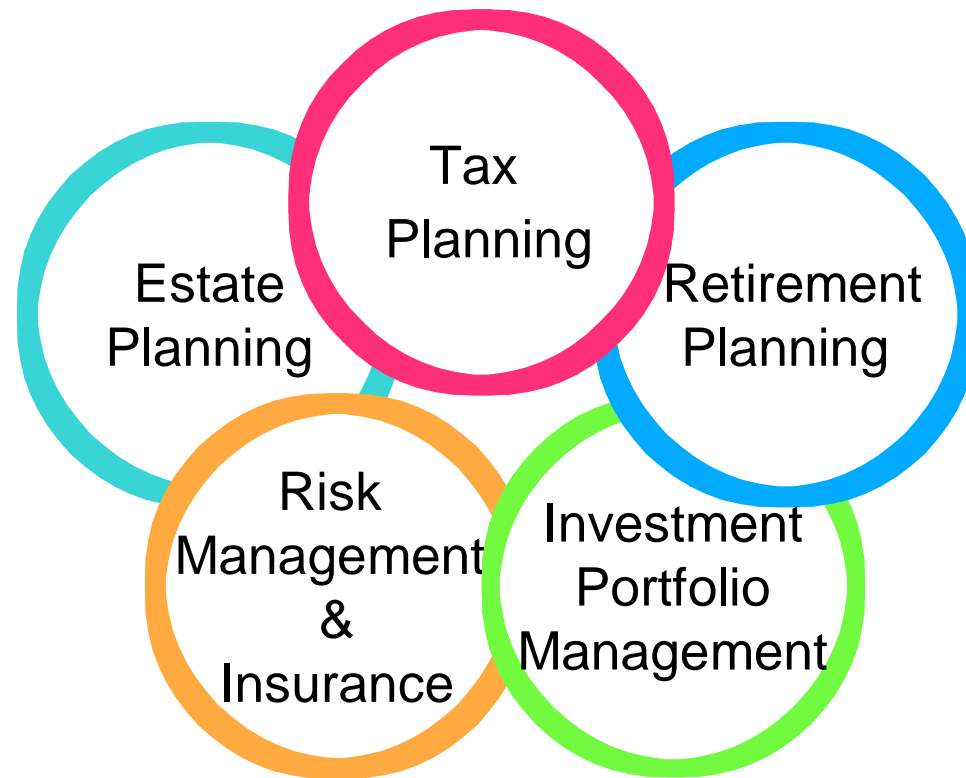 Tax
Planning
Estate
Planning
Retirement
Planning
Risk
Management
&
Insurance
Investment
Portfolio
Management